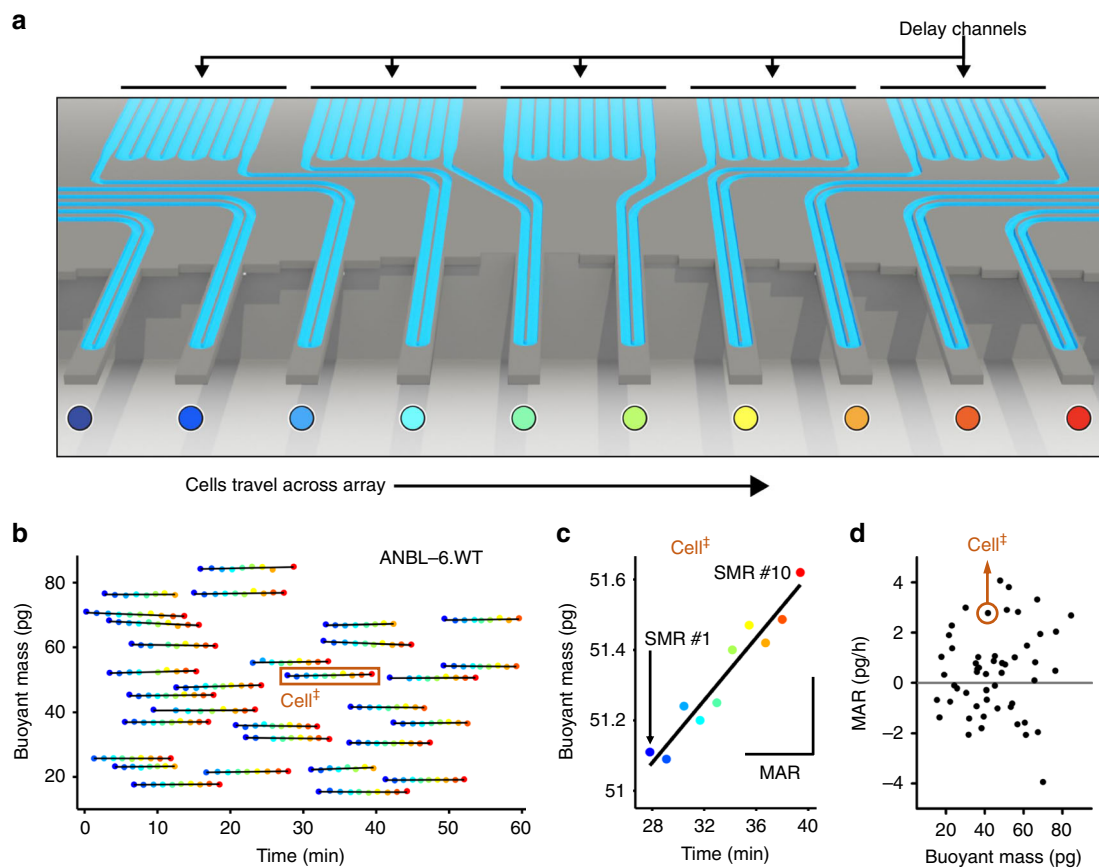 a
Delay channels
Cells travel across array
b
ANBL–6.WT
Buoyant mass (pg)
80
60
40
20
Cell‡
0 10 20 30 40 50 60
Time (min)
c
Cell‡
Buoyant mass (pg)
51.6
51.4
51.2
51
SMR #10
SMR #1
MAR
28 32 36 40
Time (min)
d
Cell‡
MAR (pg/h)
4
2
0
–2
–4
20 40 60 80
Buoyant mass (pg)